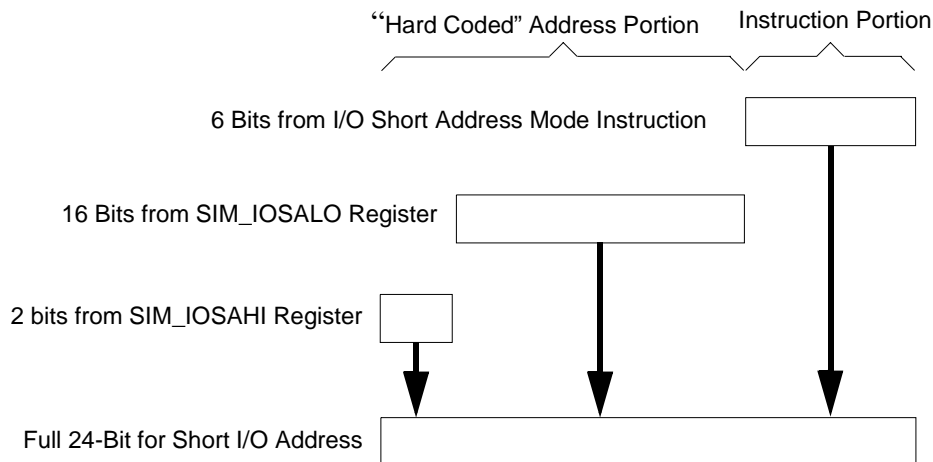 “Hard Coded” Address Portion
Instruction Portion
6 Bits from I/O Short Address Mode Instruction
16 Bits from SIM_IOSALO Register
2 bits from SIM_IOSAHI Register
Full 24-Bit for Short I/O Address